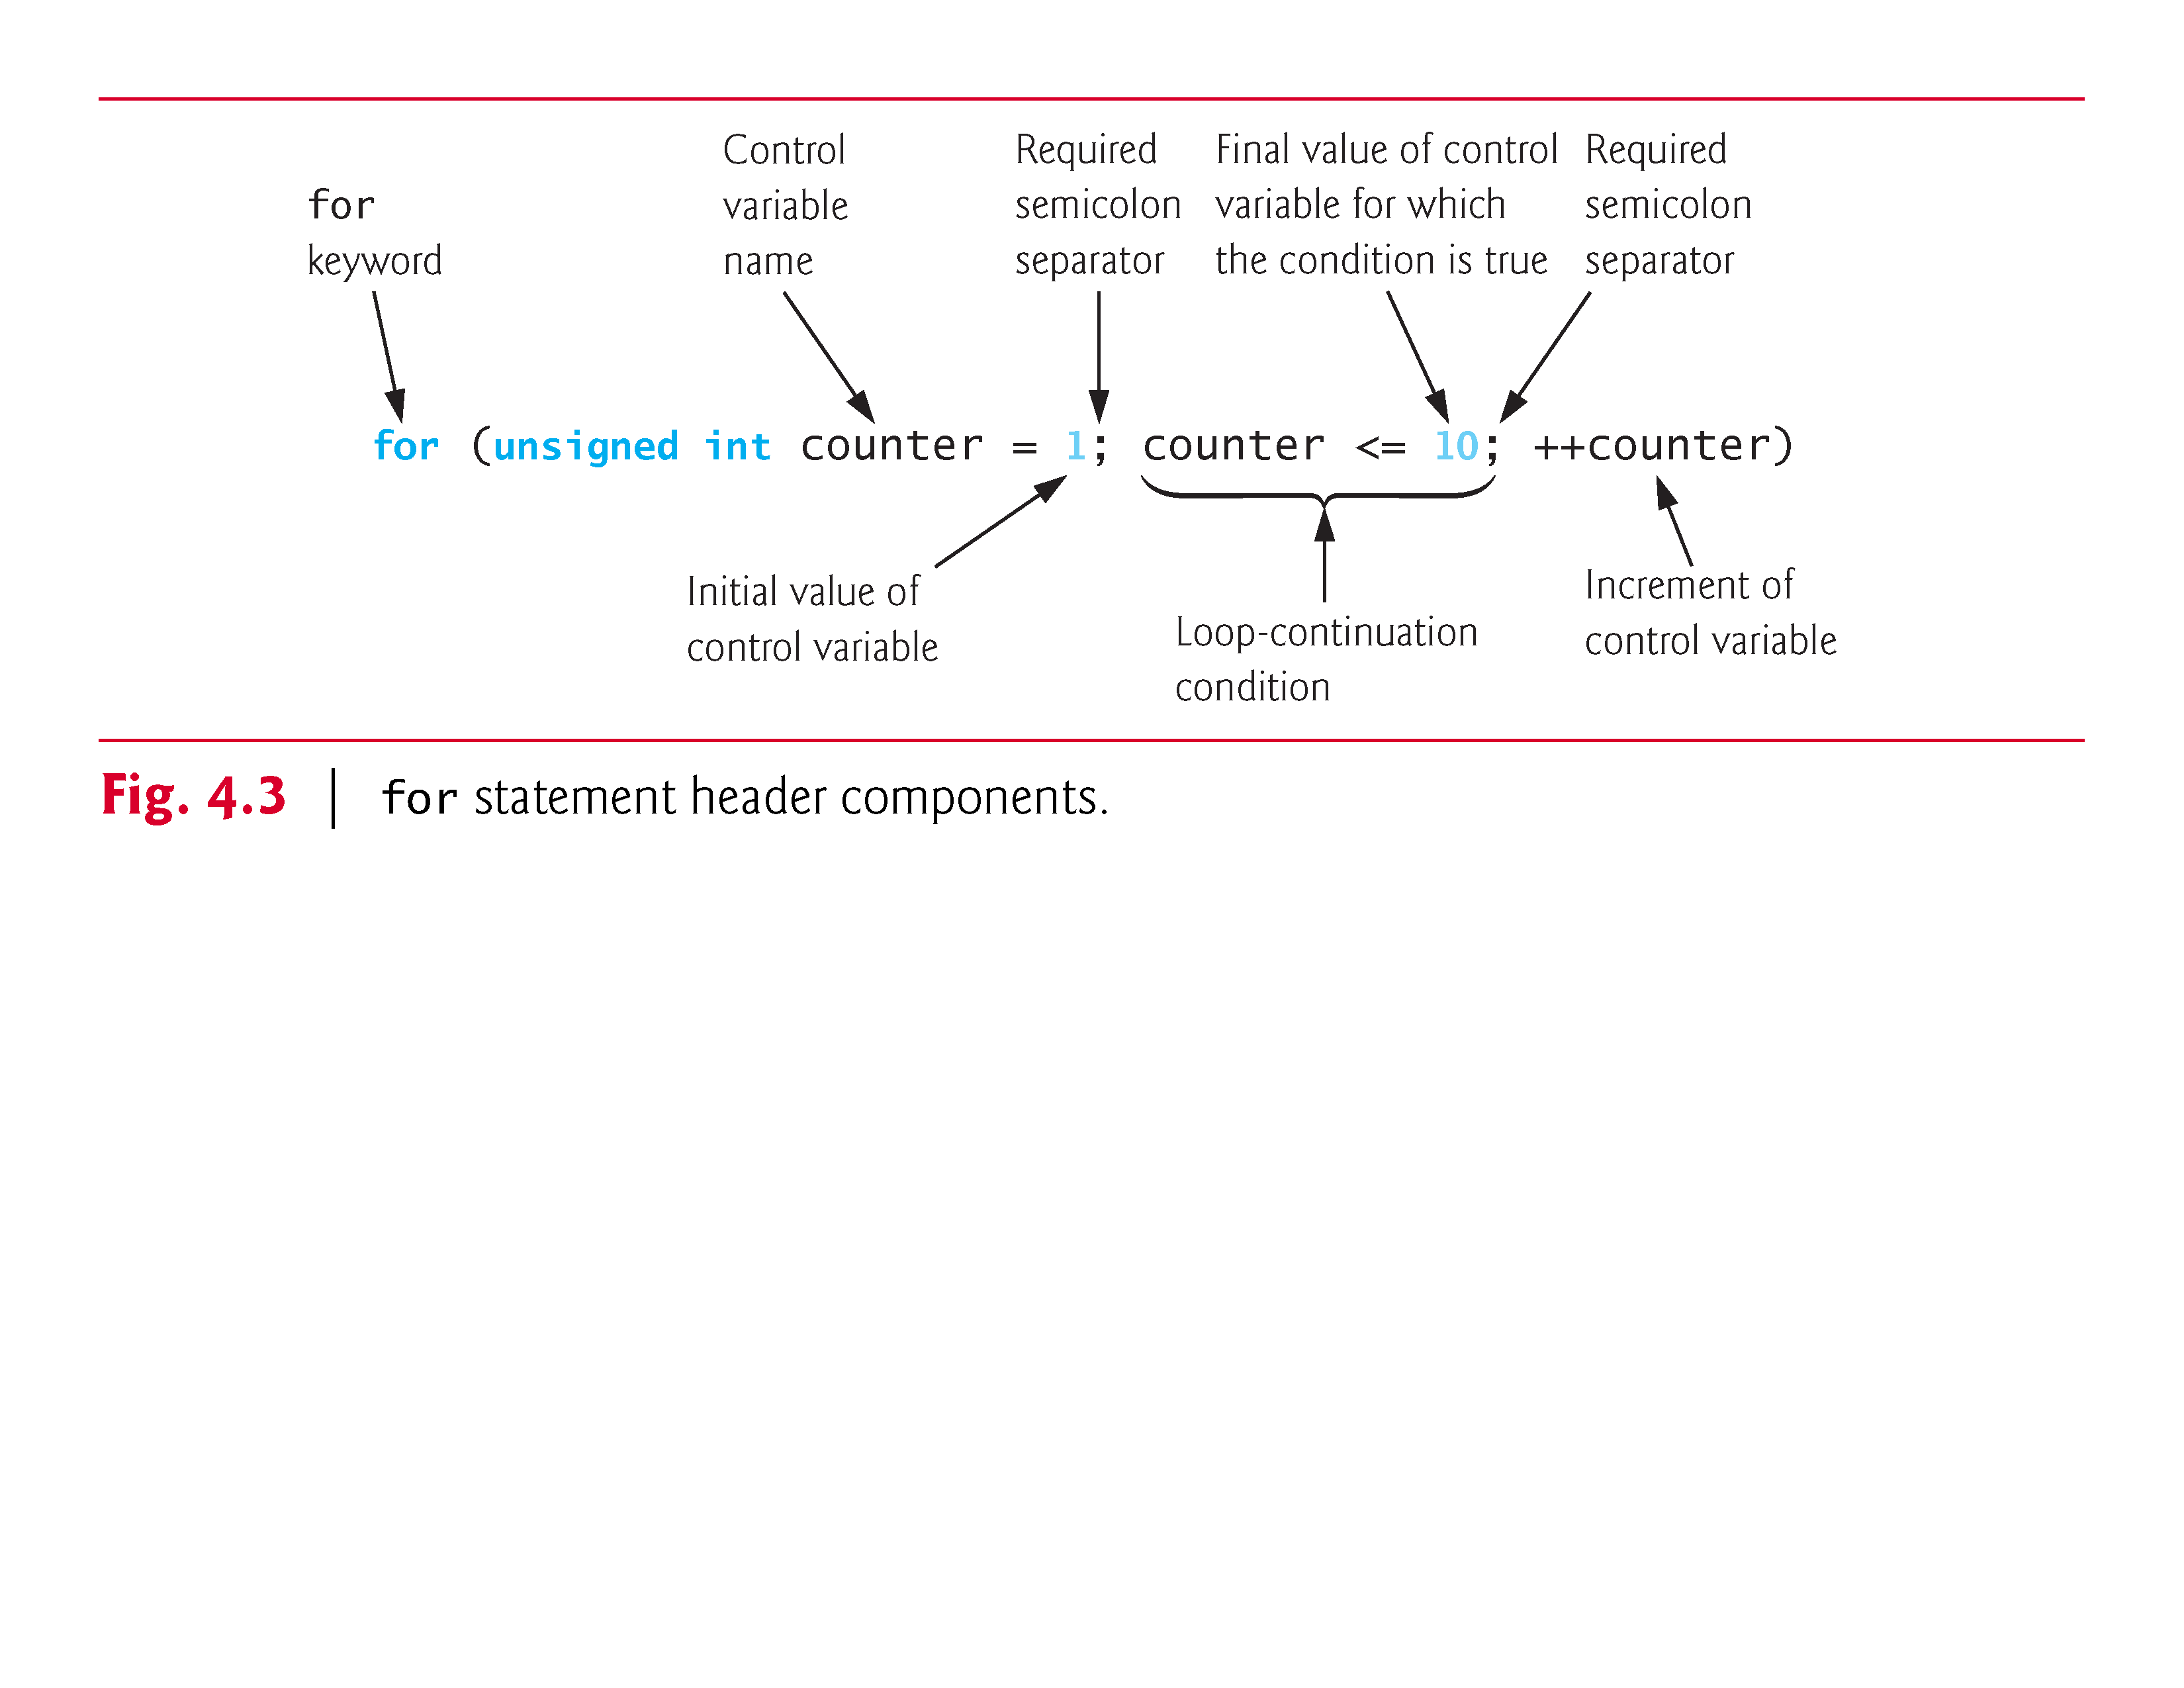 for
keyword
Control
variable
name
Required
semicolon
separator
Final value of control
variable for which
the condition is true
Required
semicolon
separator
for (unsigned int counter = 1; counter <= 10; ++counter)
Initial value of
control variable
Loop-continuation
condition
Increment of
control variable
Fig. 4.3 | for statement header components.